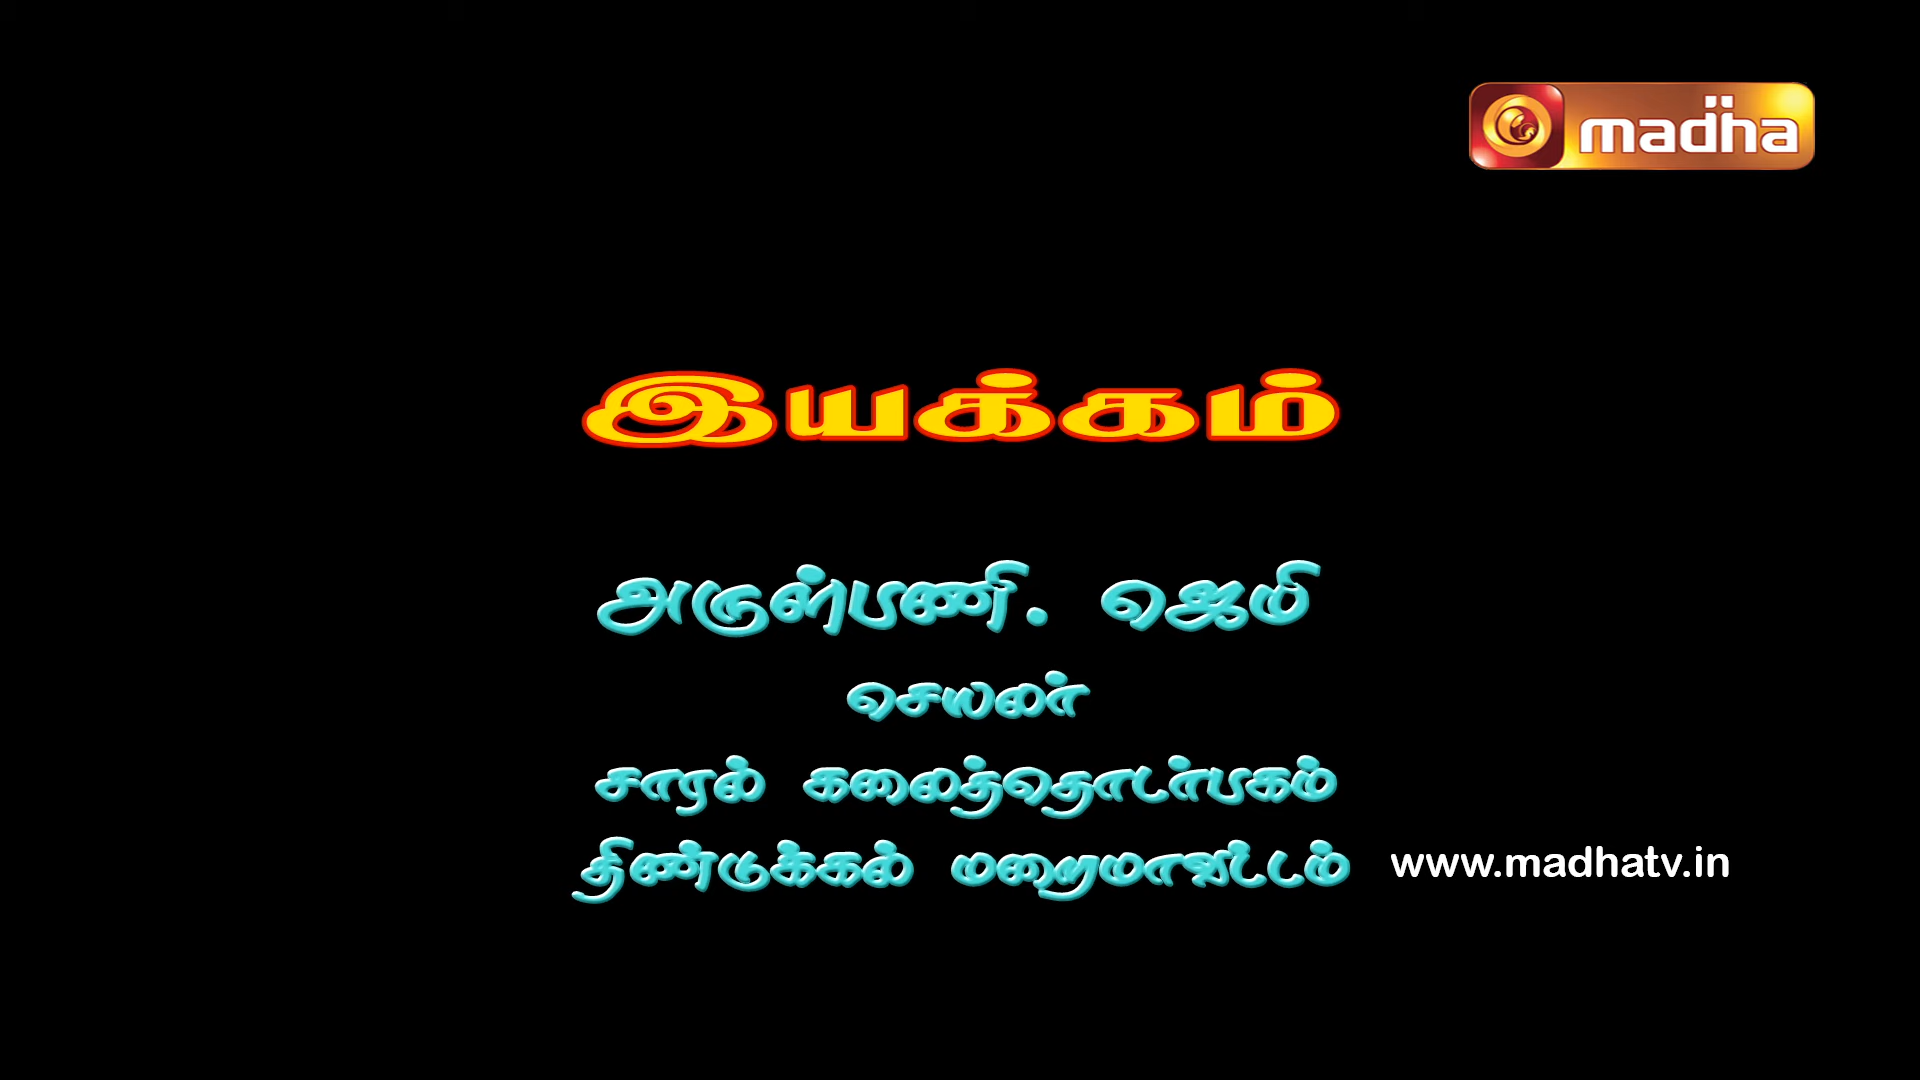 madha
இயக்கம்
அருள்பணி. ஜெமி
செயலர்
சாரல் கலைத்தொடர்பகம்
திண்டுக்கல் மறைமாவட்டம்
www.madhatv.in